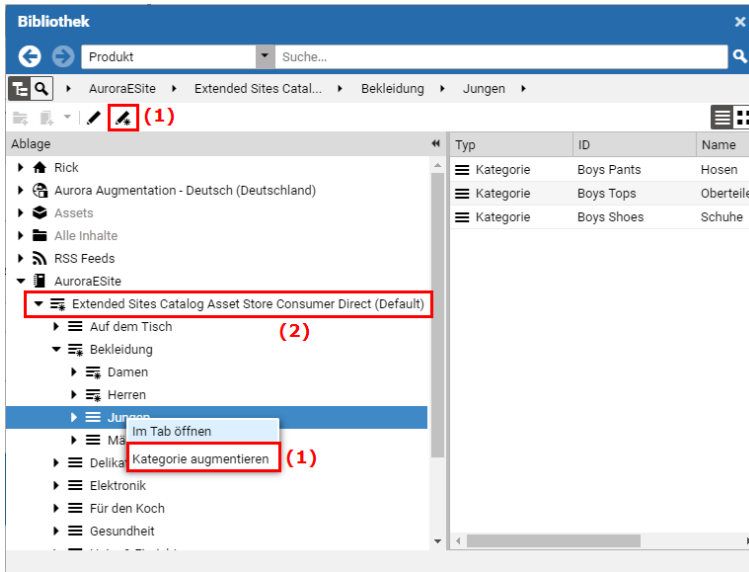 Bibliothek
Produkt Suche...
AuroraESite Extended Sites Catal... Bekleidung Jungen
(1)
Ablage Typ ID Name
Rick
Aurora Augmentation - Deutsch (Deutschland)
Assets
Alle Inhalte
RSS Feeds
AuroraESite
Extended Sites Catalog Asset Store Consumer Direct (Default)
(2)
Auf dem Tisch
Bekleidung
Damen
Herren
Jungen
Im Tab öffnen
Mä
Kategorie augmentieren (1)
Delika
Elektronik
Für den Koch
Gesundheit
Kategorie Boys Pants Hosen
Kategorie Boys Tops Oberteile
Kategorie Boys Shoes Schuhe